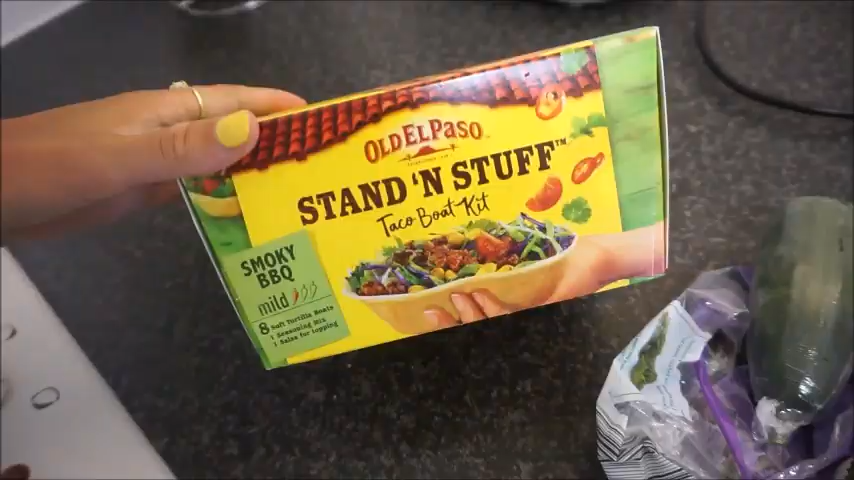 OLD EL PASO
STAND 'N STUFF™
Taco Boat Kit
SMOKY
BBQ
mild
8 Soft Tortilla Boats
1 Seasoning Mix
1 Salsa for topping